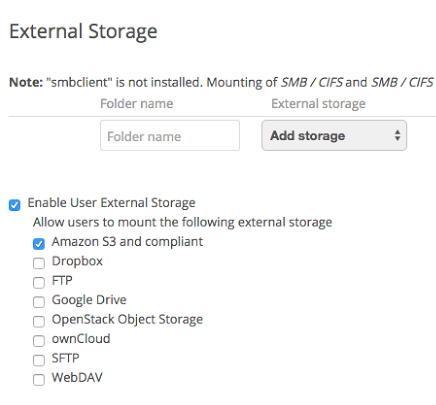 External Storage
Note: "smbclient" is not installed. Mounting of SMB / CIFS and SMB / CIFS
Folder name External storage
Folder name Add storage
Enable User External Storage
Allow users to mount the following external storage
Amazon S3 and compliant
Dropbox
FTP
Google Drive
OpenStack Object Storage
ownCloud
SFTP
WebDAV